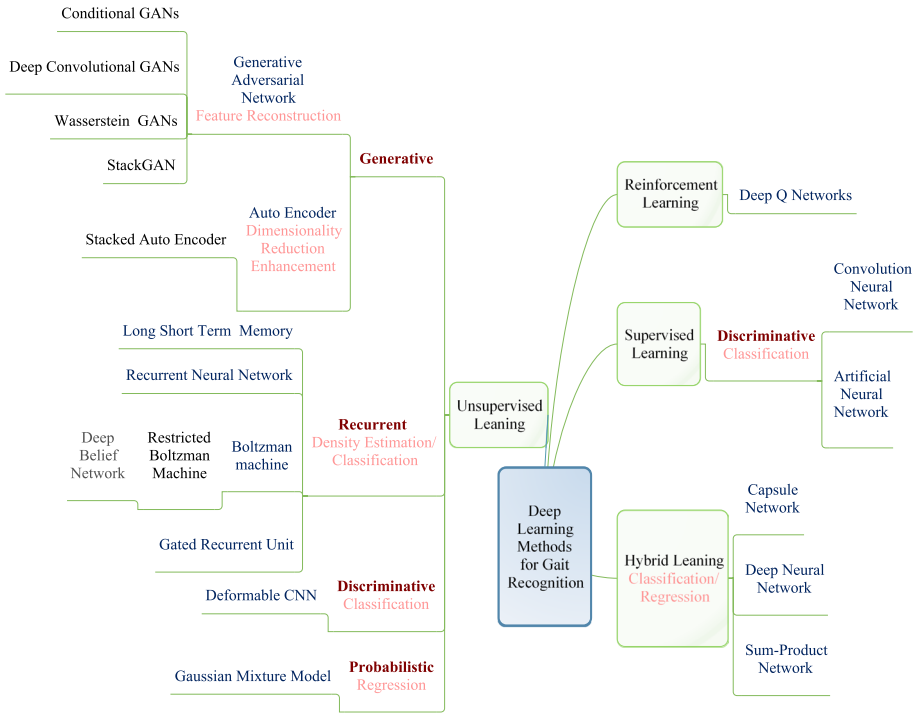 Conditional GANs
Deep Convolutional GANs
Wasserstein GANs
StackGAN
Generative
Adversarial
Network
Feature Reconstruction
Generative
Stacked Auto Encoder
Auto Encoder
Dimensionality
Reduction
Enhancement
Long Short Term Memory
Recurrent Neural Network
Deep
Belief
Network
Restricted
Boltzman
Machine
Boltzman
machine
Gated Recurrent Unit
Recurrent
Density Estimation/
Classification
Deformable CNN
Discriminative
Classification
Gaussian Mixture Model
Probabilistic
Regression
Unsupervised
Leaning
Deep
Learning
Methods
for Gait
Recognition
Reinforcement
Learning
Deep Q Networks
Supervised
Learning
Discriminative
Classification
Convolution
Neural
Network
Artificial
Neural
Network
Hybrid Leaning
Classification/
Regression
Capsule
Network
Deep Neural
Network
Sum-Product
Network